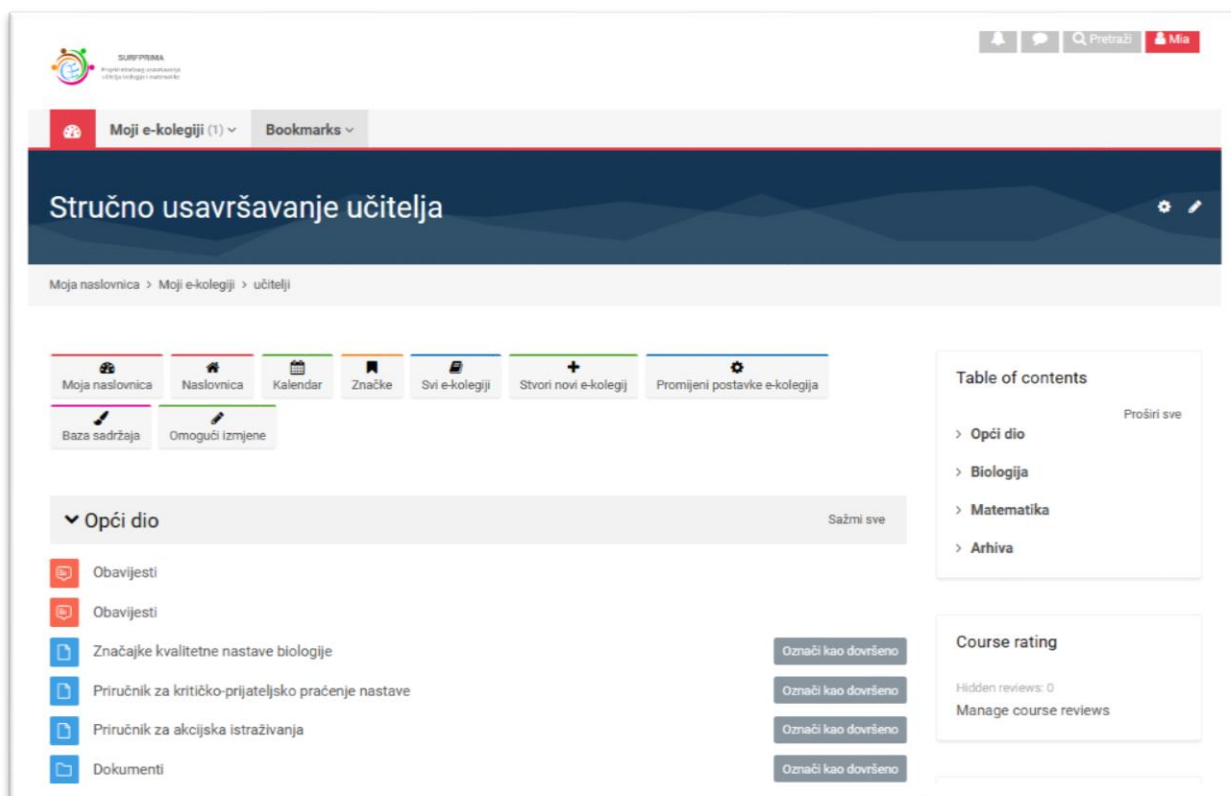 SURFPRIMA
Pretraži
Mia
Moji e-kolegiji (1)
Bookmarks
Stručno usavršavanje učitelja
Moja naslovnica > Moji e-kolegiji > učitelji
Moja naslovnica
Naslovnica
Kalendar
Značke
Svi e-kolegiji
Stvori novi e-kolegij
Promijeni postavke e-kolegija
Baza sadržaja
Omogući izmjene
Opći dio
Sažmi sve
Obavijesti
Obavijesti
Značajke kvalitetne nastave biologije
Označi kao dovršeno
Priručnik za kritičko-prijateljsko praćenje nastave
Označi kao dovršeno
Priručnik za akcijska istraživanja
Označi kao dovršeno
Dokumenti
Označi kao dovršeno
Table of contents
Proširi sve
> Opći dio
> Biologija
> Matematika
> Arhiva
Course rating
Hidden reviews: 0
Manage course reviews